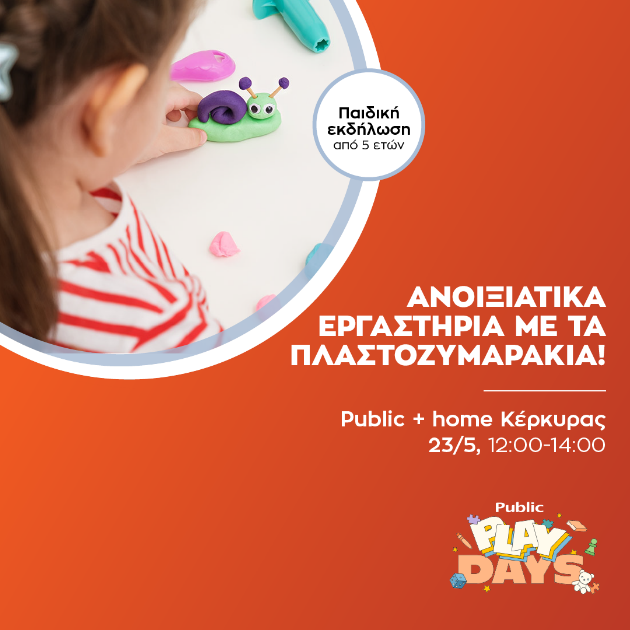 Παιδική
εκδήλωση
από 5 ετών
ΑΝΟΙΞΙΑΤΙΚΑ
ΕΡΓΑΣΤΗΡΙΑ ΜΕ ΤΑ
ΠΛΑΣΤΟΖΥΜΑΡΑΚΙΑ!
Public + home Κέρκυρας
23/5, 12:00-14:00
Public
PLAY
DAYS